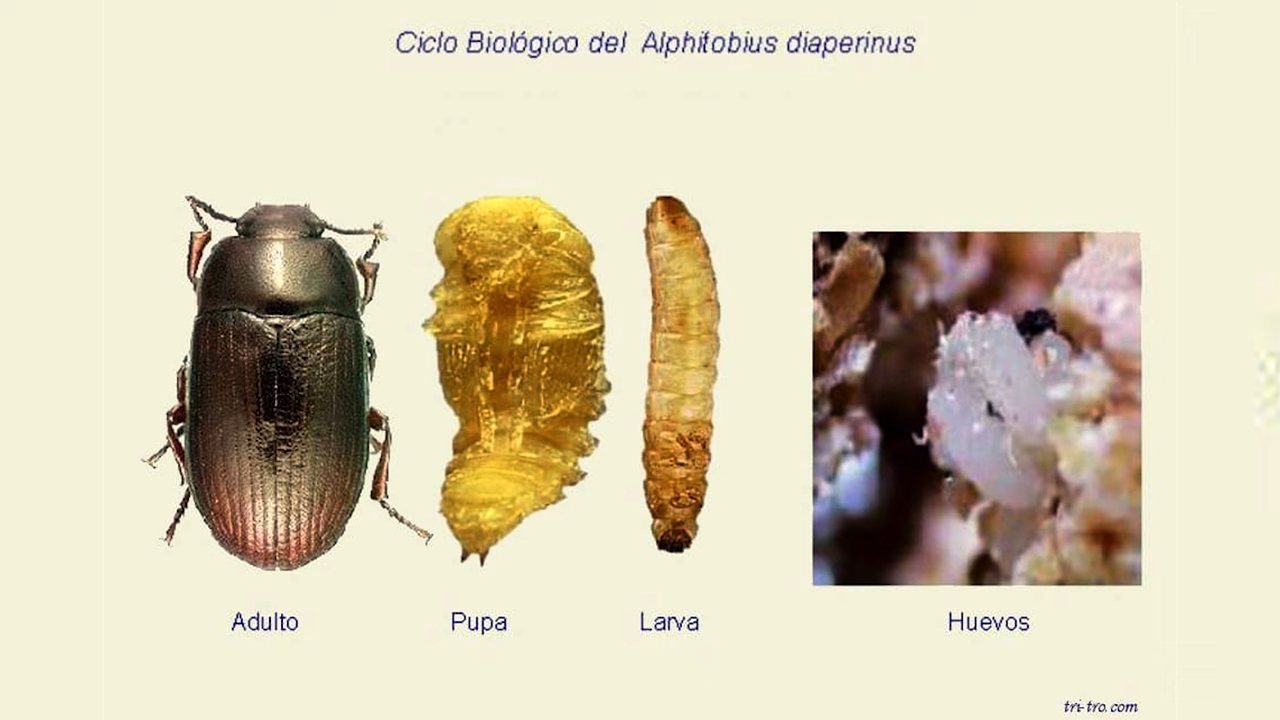 Ciclo Biológico del Alphitobius diaperinus
Adulto Pupa Larva Huevos
tri-tro.com